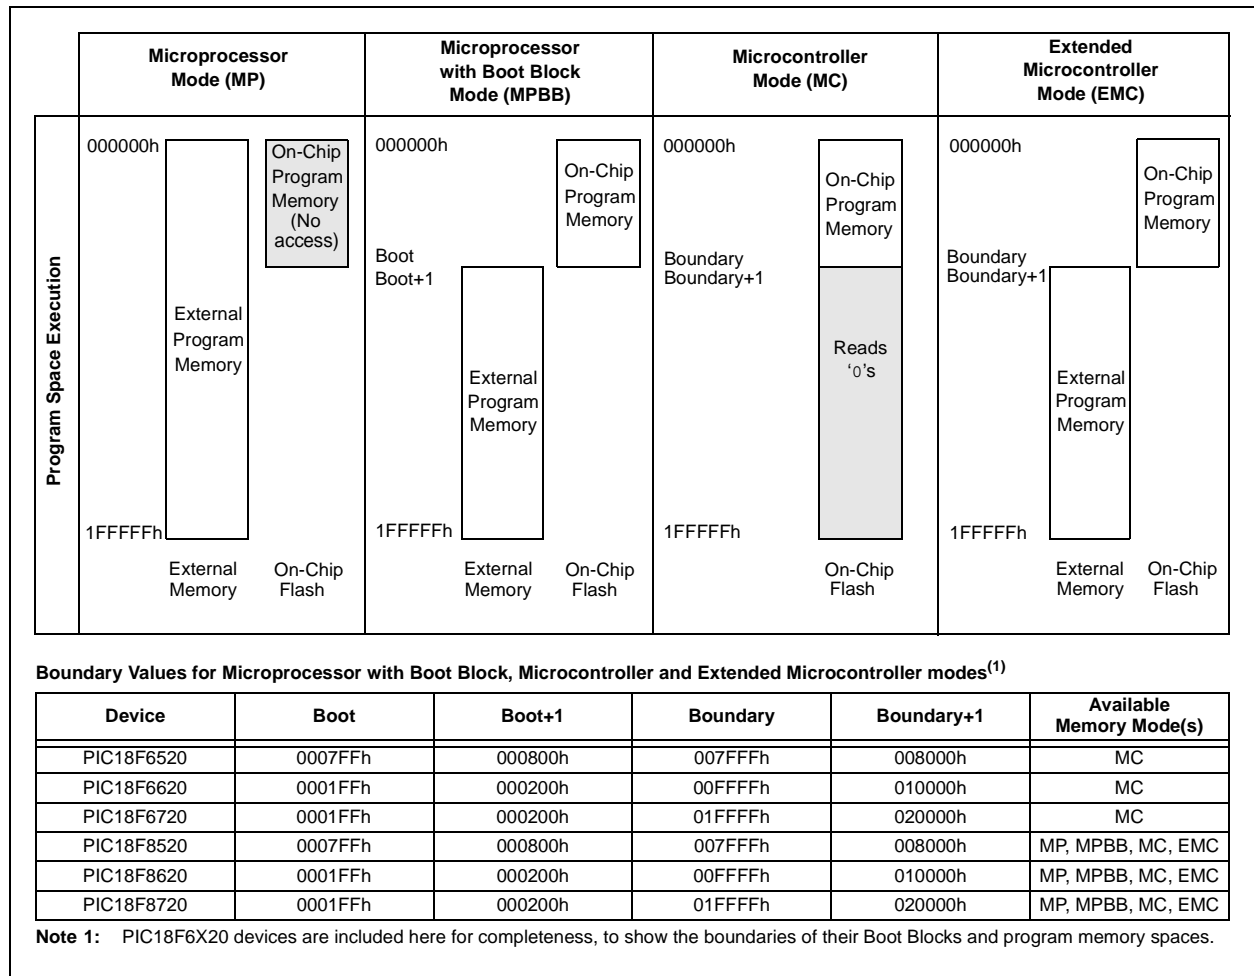 Microprocessor
Mode (MP)
Microprocessor
with Boot Block
Mode (MPBB)
Microcontroller
Mode (MC)
Extended
Microcontroller
Mode (EMC)
Program Space Execution
000000h
External
Program
Memory
1FFFFFh
On-Chip
Program
Memory
(No
access)
External
Memory
On-Chip
Flash
000000h
On-Chip
Program
Memory
Boot
Boot+1
External
Program
Memory
1FFFFFh
External
Memory
On-Chip
Flash
000000h
On-Chip
Program
Memory
Boundary
Boundary+1
Reads
‘0’s
1FFFFFh
On-Chip
Flash
000000h
On-Chip
Program
Memory
Boundary
Boundary+1
External
Program
Memory
1FFFFFh
External
Memory
On-Chip
Flash
Boundary Values for Microprocessor with Boot Block, Microcontroller and Extended Microcontroller modes(1)
Device Boot Boot+1 Boundary Boundary+1 Available Memory Mode(s)
PIC18F6520 0007FFh 000800h 007FFFh 008000h MC
PIC18F6620 0001FFh 000200h 00FFFFh 010000h MC
PIC18F6720 0001FFh 000200h 01FFFFh 020000h MC
PIC18F8520 0007FFh 000800h 007FFFh 008000h MP, MPBB, MC, EMC
PIC18F8620 0001FFh 000200h 00FFFFh 010000h MP, MPBB, MC, EMC
PIC18F8720 0001FFh 000200h 01FFFFh 020000h MP, MPBB, MC, EMC
Note 1: PIC18F6X20 devices are included here for completeness, to show the boundaries of their Boot Blocks and program memory spaces.